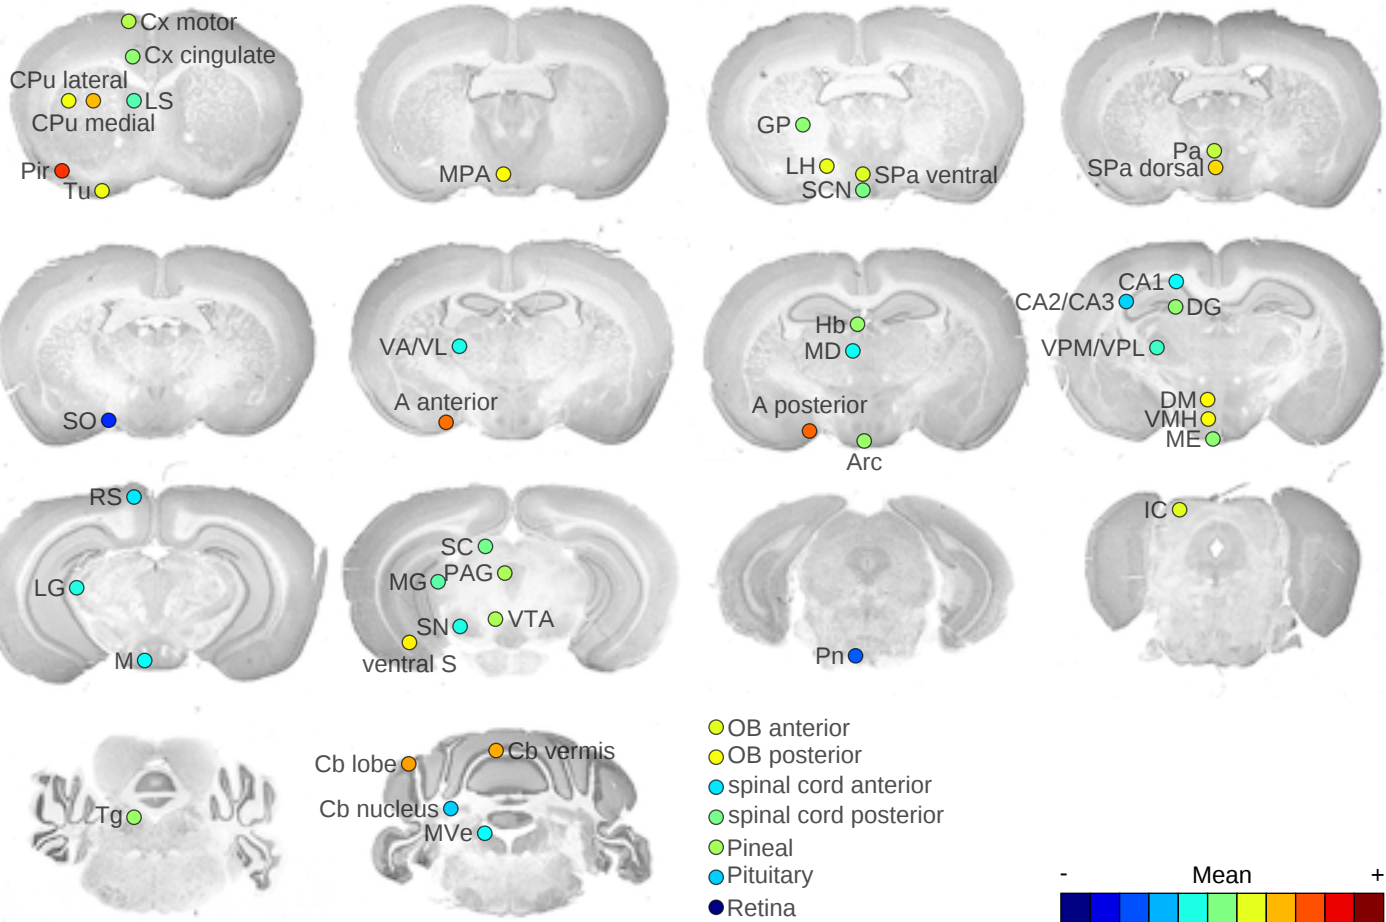 Cx motor
Cx cingulate
CPu lateral
LS
CPu medial
Pir
Tu
MPA
GP
LH
SPa ventral
SCN
Pa
SPa dorsal
SO
VA/VL
A anterior
Hb
MD
A posterior
Arc
CA1
CA2/CA3
DG
VPM/VPL
DM
VMH
ME
RS
LG
M
SC
MG
PAG
SN
VTA
ventral S
Pn
IC
Tg
Cb lobe
Cb vermis
Cb nucleus
MVe
OB anterior
OB posterior
spinal cord anterior
spinal cord posterior
Pineal
Pituitary
Retina
- Mean +